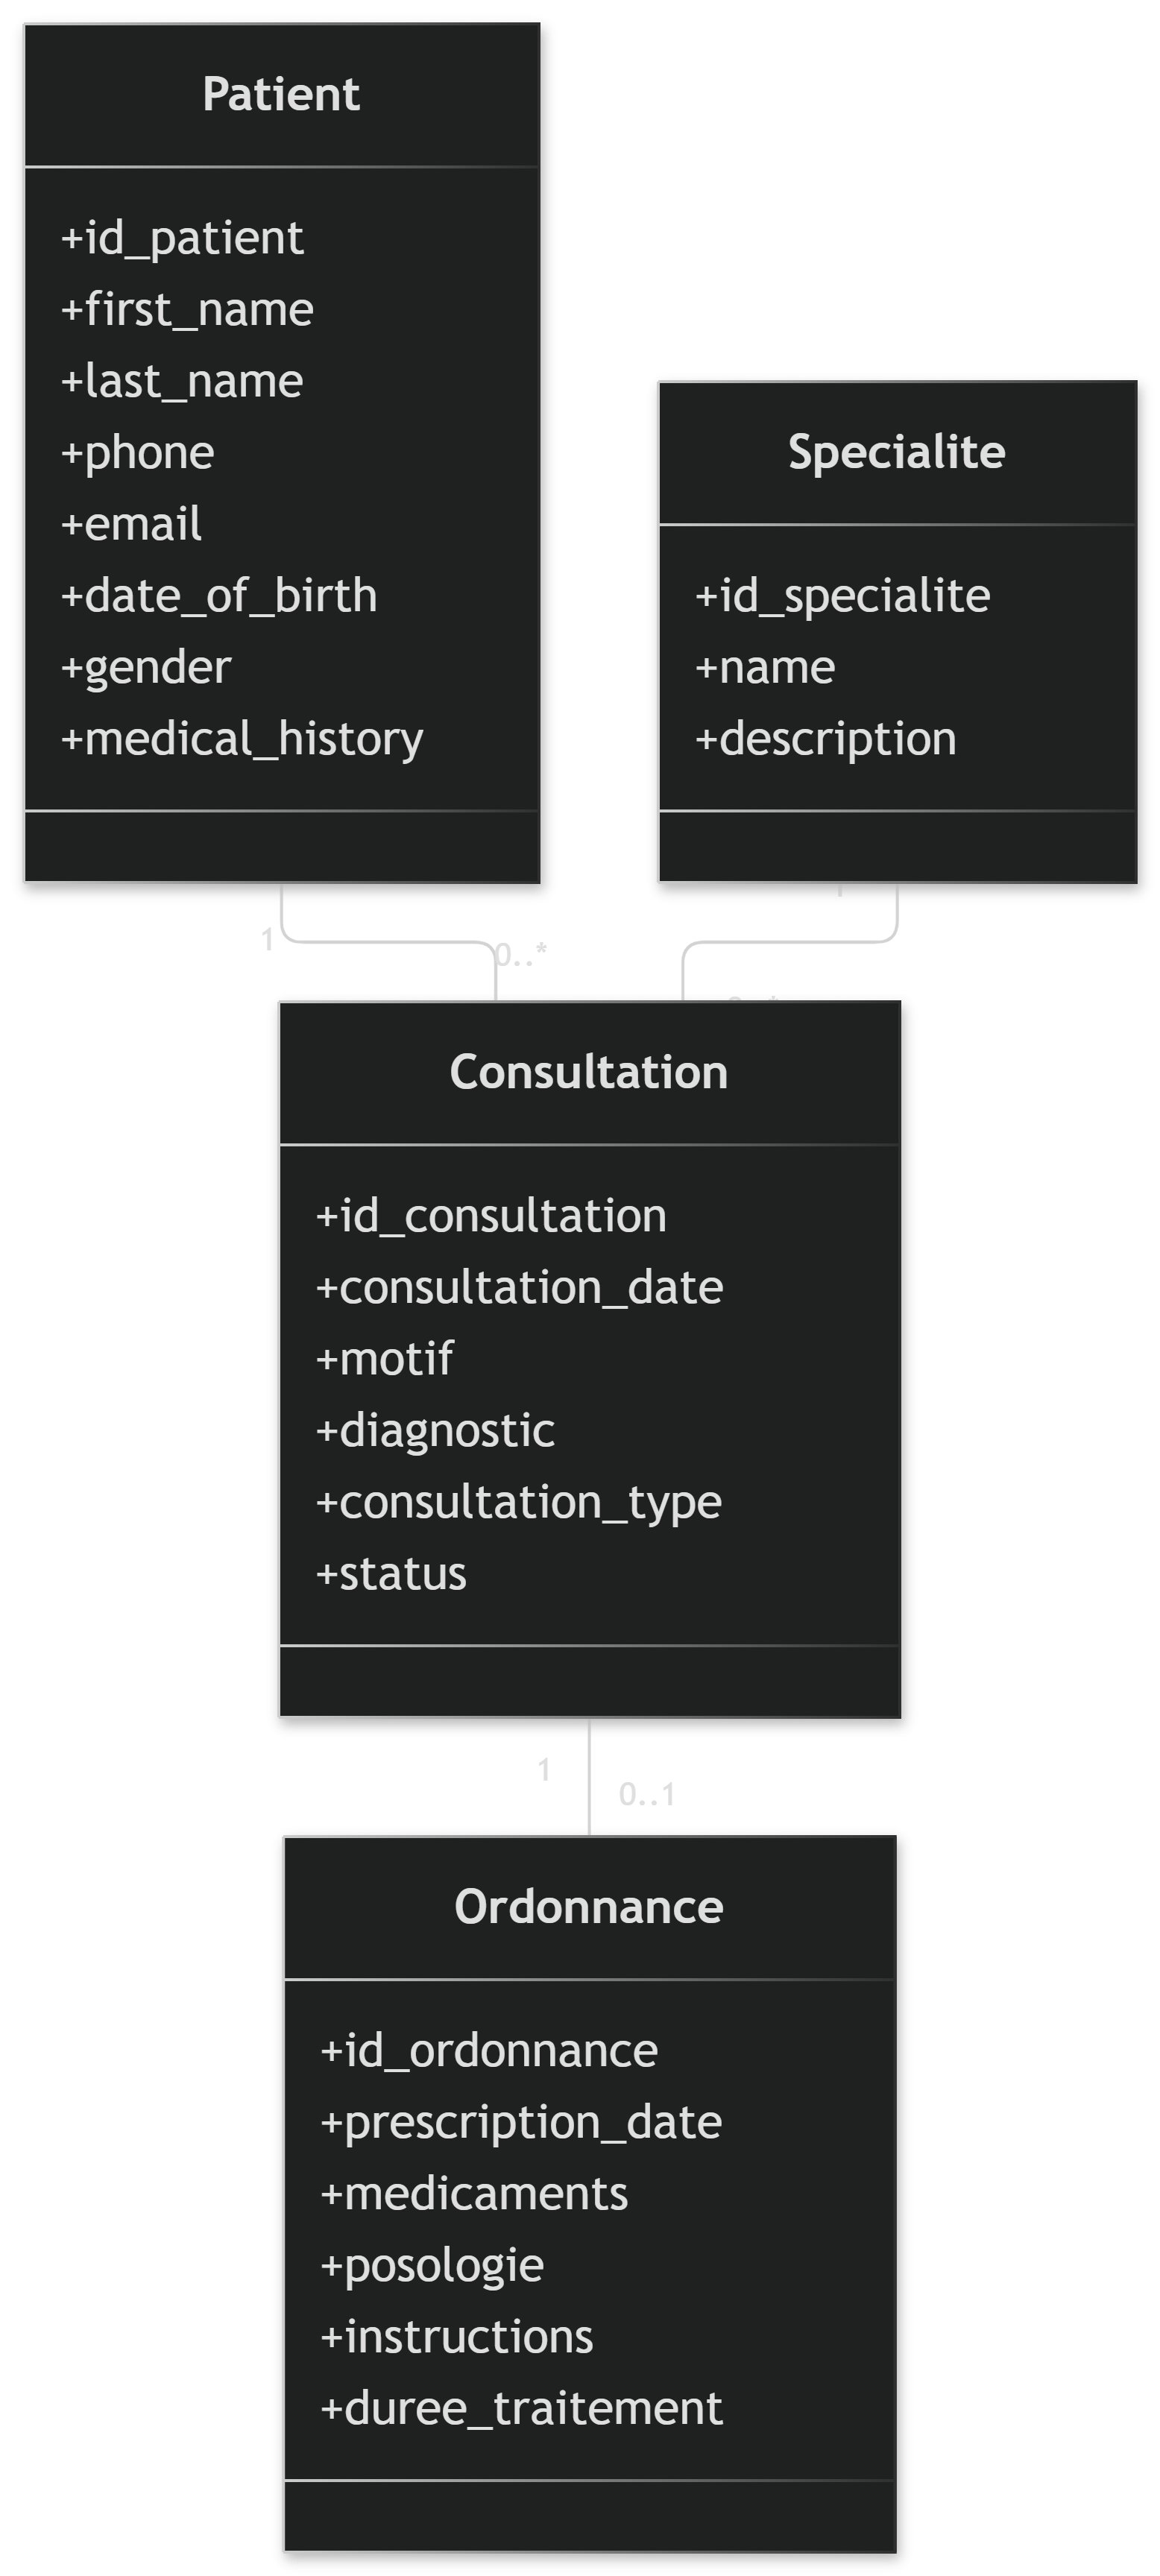 Patient
+id_patient
+first_name
+last_name
+phone
+email
+date_of_birth
+gender
+medical_history
Specialite
+id_specialite
+name
+description
1
0..*
Consultation
+id_consultation
+consultation_date
+motif
+diagnostic
+consultation_type
+status
1
0..1
Ordonnance
+id_ordonnance
+prescription_date
+medicaments
+posologie
+instructions
+duree_traitement